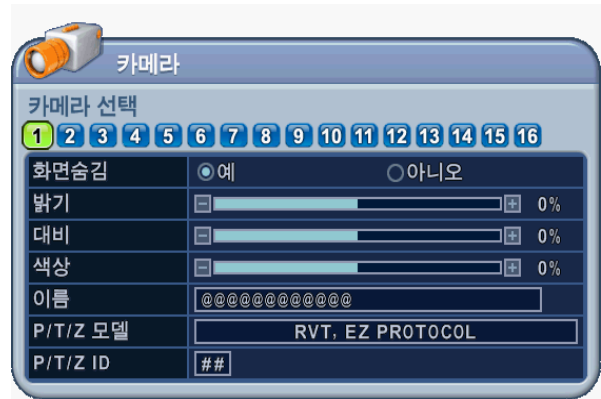 카메라
카메라 선택
1 2 3 4 5 6 7 8 9 10 11 12 13 14 15 16
화면숨김 예 아니오
밝기 0%
대비 0%
색상 0%
이름 @@@@@@@@@@@@
P/T/Z 모델 RVT, EZ PROTOCOL
P/T/Z ID ##